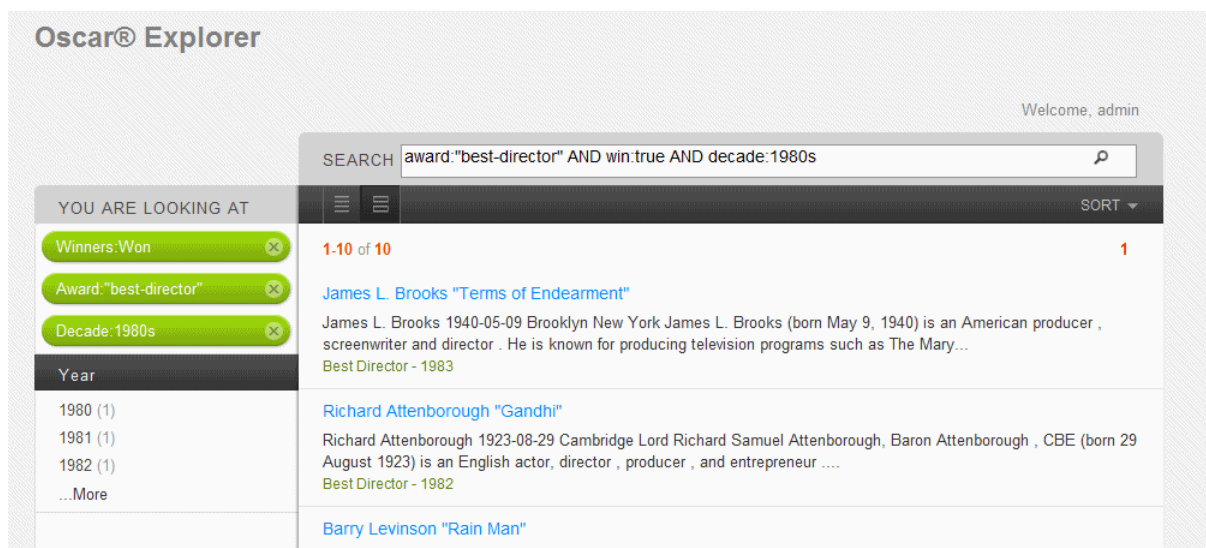 Oscar® Explorer
Welcome, admin
SEARCH award:"best-director" AND win:true AND decade:1980s
YOU ARE LOOKING AT
SORT
Winners:Won
Award:"best-director"
Decade:1980s
Year
1980 (1)
1981 (1)
1982 (1)
...More
1-10 of 10
1
James L. Brooks "Terms of Endearment"
James L. Brooks 1940-05-09 Brooklyn New York James L. Brooks (born May 9, 1940) is an American producer ,
screenwriter and director . He is known for producing television programs such as The Mary...
Best Director - 1983
Richard Attenborough "Gandhi"
Richard Attenborough 1923-08-29 Cambridge Lord Richard Samuel Attenborough, Baron Attenborough , CBE (born 29
August 1923) is an English actor, director , producer , and entrepreneur ....
Best Director - 1982
Barry Levinson "Rain Man"